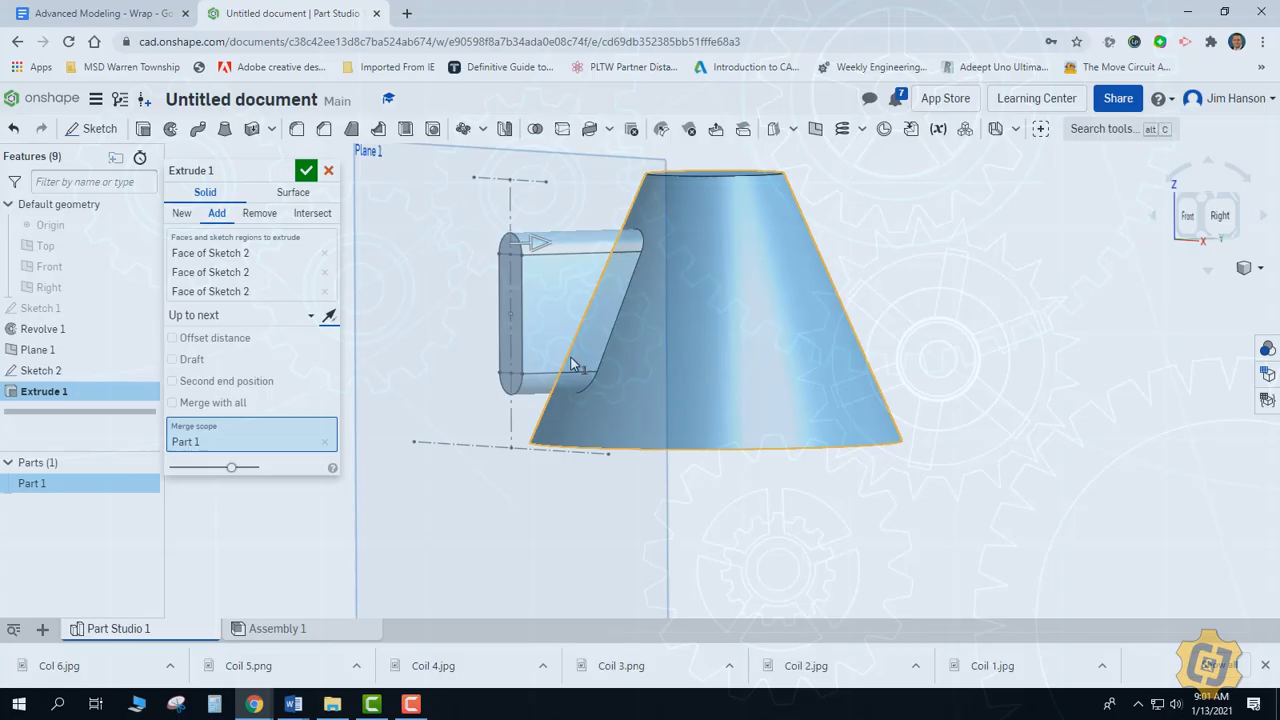 Advanced Modeling - Wrap - Go
Untitled document | Part Studio
cad.onshape.com/documents/c38c42ee13d8c7ba524ab674/w/e90598f8a7b34ada0e08c74f/e/cd69db352385bb51fffe68a3
Apps
MSD Warren Township
Adobe creative des...
Imported From IE
Definitive Guide to...
PLTW Partner Dista...
Introduction to CA...
Weekly Engineering...
Adeept Uno Ultima...
The Move Circuit A...
onshape
Untitled document
Main
7
App Store
Learning Center
Share
Jim Hanson
Sketch
Search tools...
alt
C
Features (9)
Filter by name or type
Default geometry
Origin
Top
Front
Right
Sketch 1
Revolve 1
Plane 1
Sketch 2
Extrude 1
Parts (1)
Part 1
Extrude 1
Solid
Surface
New
Add
Remove
Intersect
Faces and sketch regions to extrude
Face of Sketch 2
Face of Sketch 2
Face of Sketch 2
Up to next
Offset distance
Draft
Second end position
Merge with all
Merge scope
Part 1
Plane 1
Z
Front
Right
X
Y
Part Studio 1
Assembly 1
Col 6.jpg
Coil 5.png
Coil 4.jpg
Coil 3.png
Coil 2.jpg
Coil 1.jpg
Show all
9:01 AM
1/13/2021